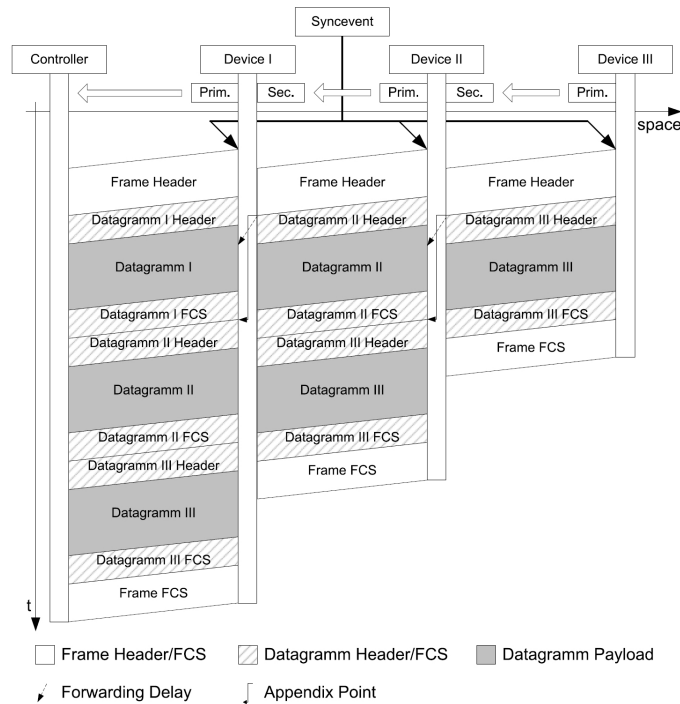 Syncevent
Controller
Device I
Device II
Device III
Prim.
Sec.
Prim.
Sec.
Prim.
space
Frame Header
Frame Header
Frame Header
Datagramm I Header
Datagramm II Header
Datagramm III Header
Datagramm I
Datagramm II
Datagramm III
Datagramm I FCS
Datagramm II FCS
Datagramm III FCS
Datagramm II Header
Datagramm III Header
Frame FCS
Datagramm II
Datagramm III
Datagramm II FCS
Datagramm III FCS
Datagramm III Header
Frame FCS
Datagramm III
Datagramm III FCS
Frame FCS
t
Frame Header/FCS
Datagramm Header/FCS
Datagramm Payload
Forwarding Delay
Appendix Point